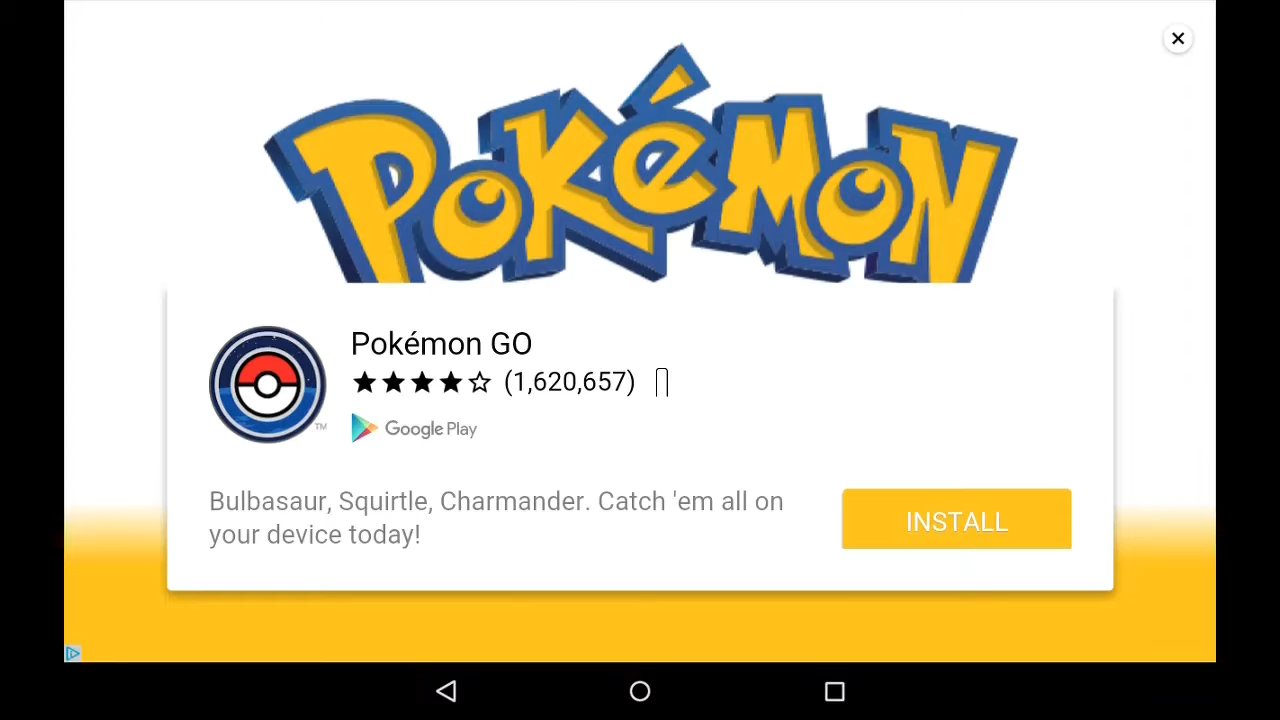 POKéMON
Pokémon GO
(1,620,657)
TM
Google Play
Bulbasaur, Squirtle, Charmander. Catch 'em all on
your device today!
INSTALL